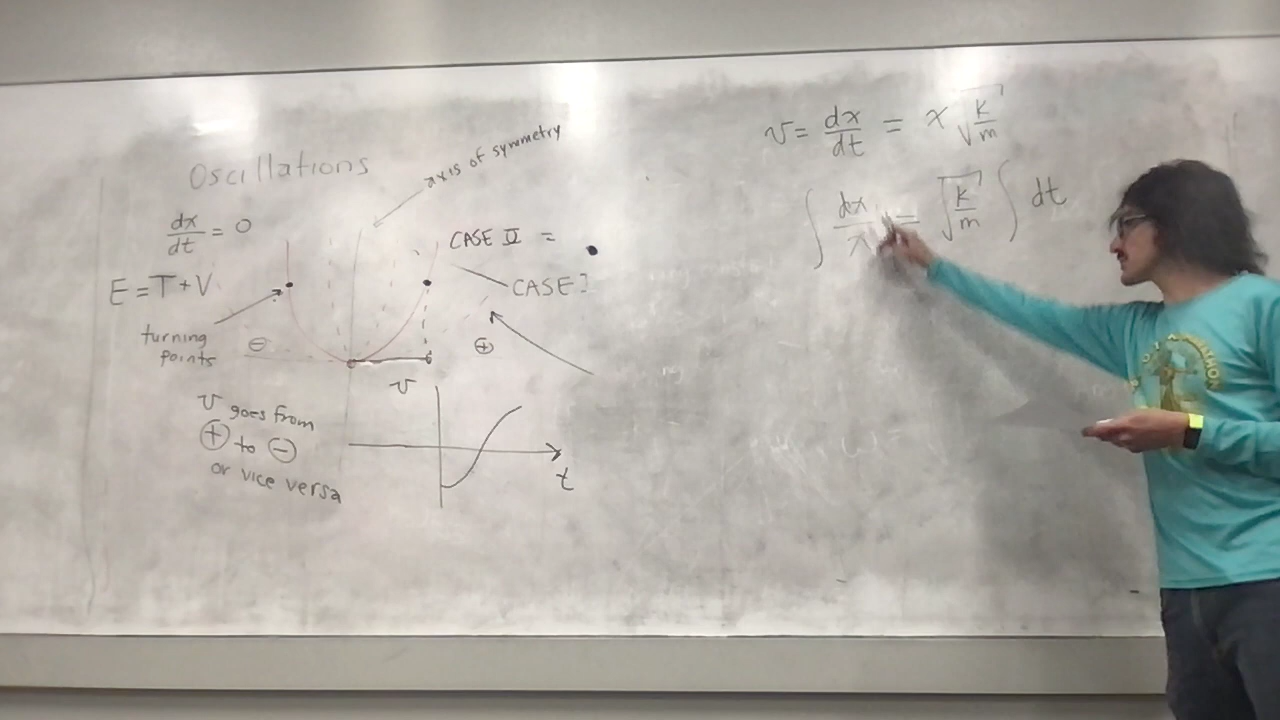 Oscillations
axis of symmetry
dx/dt = 0
E = T + V
turning points
⊖
⊕
CASE II =
CASE I
v goes from
⊕ to ⊖
or vice versa
v
t
v = dx/dt = x √(k/m)
∫ dx/x = √(k/m) ∫ dt